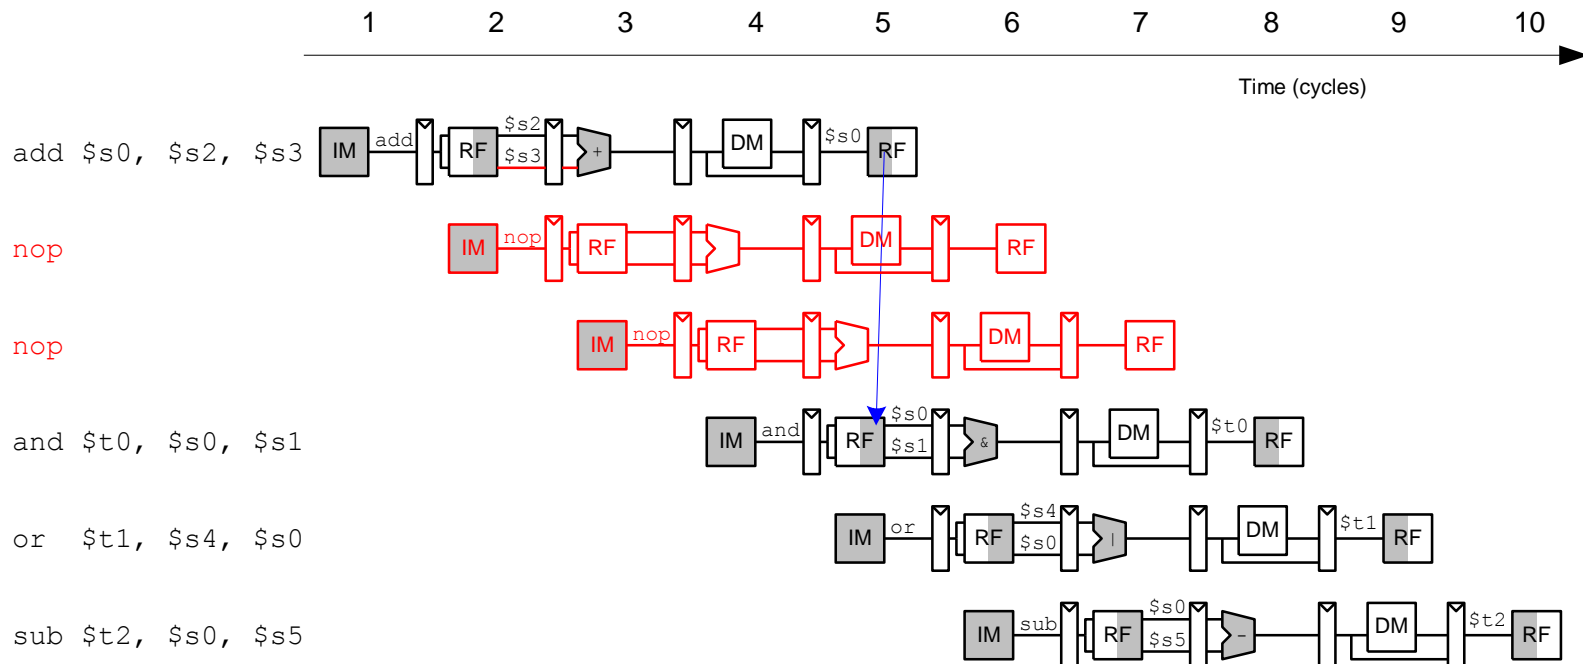 1 2 3 4 5 6 7 8 9 10
Time (cycles)
add $s0, $s2, $s3 IM add RF $s2 $s3 + DM $s0 RF
nop IM nop RF DM RF
nop IM nop RF DM RF
and $t0, $s0, $s1 IM and RF $s0 $s1 & DM $t0 RF
or $t1, $s4, $s0 IM or RF $s4 $s0 | DM $t1 RF
sub $t2, $s0, $s5 IM sub RF $s0 $s5 - DM $t2 RF